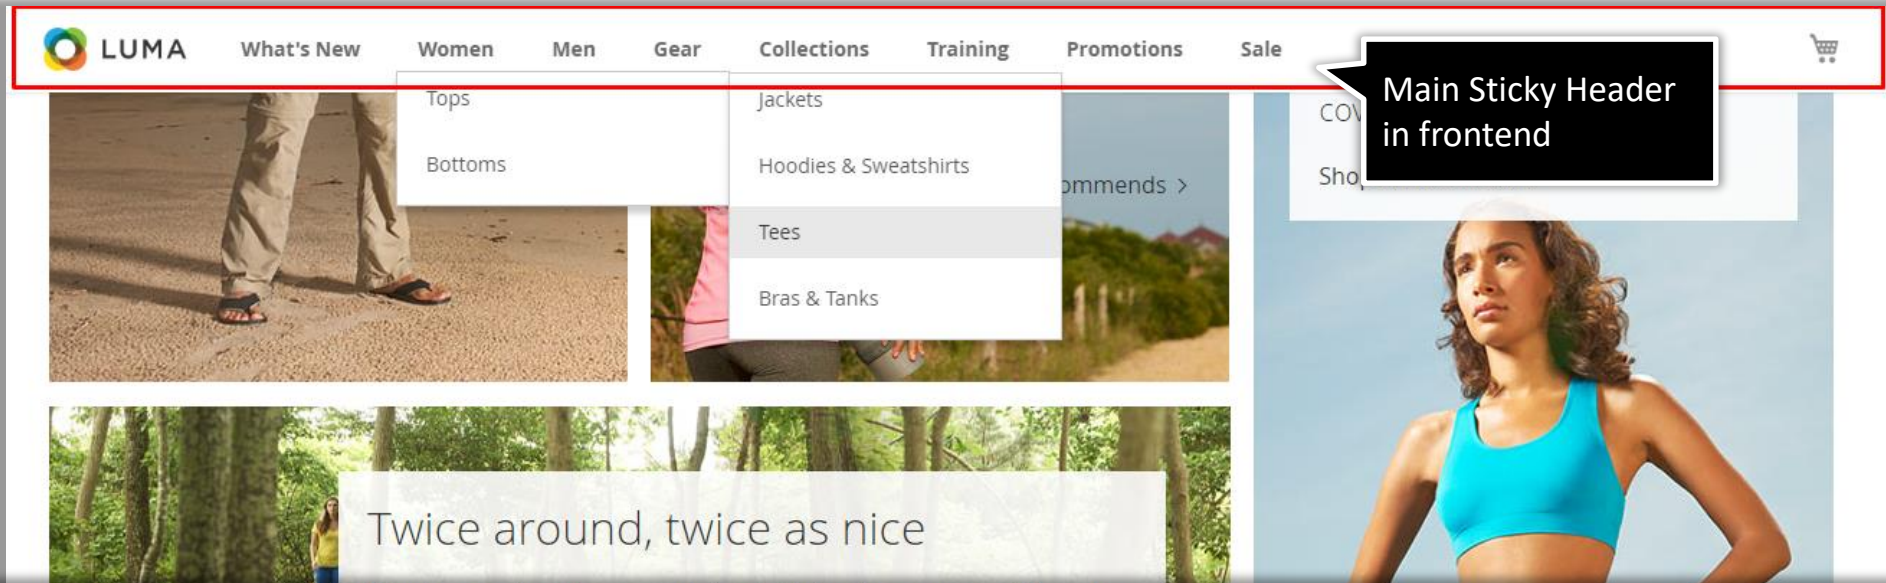 LUMA
What's New
Women
Men
Gear
Collections
Training
Promotions
Sale
Main Sticky Header
in frontend
Tops
Bottoms
Jackets
Hoodies & Sweatshirts
Tees
Bras & Tanks
Twice around, twice as nice